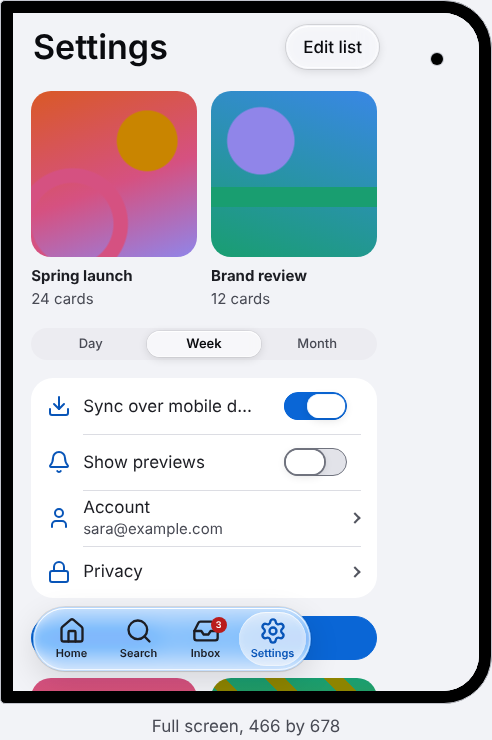 Settings
Edit list
Spring launch
24 cards
Brand review
12 cards
Day
Week
Month
Sync over mobile d...
Show previews
Account
sara@example.com
Privacy
Home
Search
Inbox
3
Settings
Full screen, 466 by 678